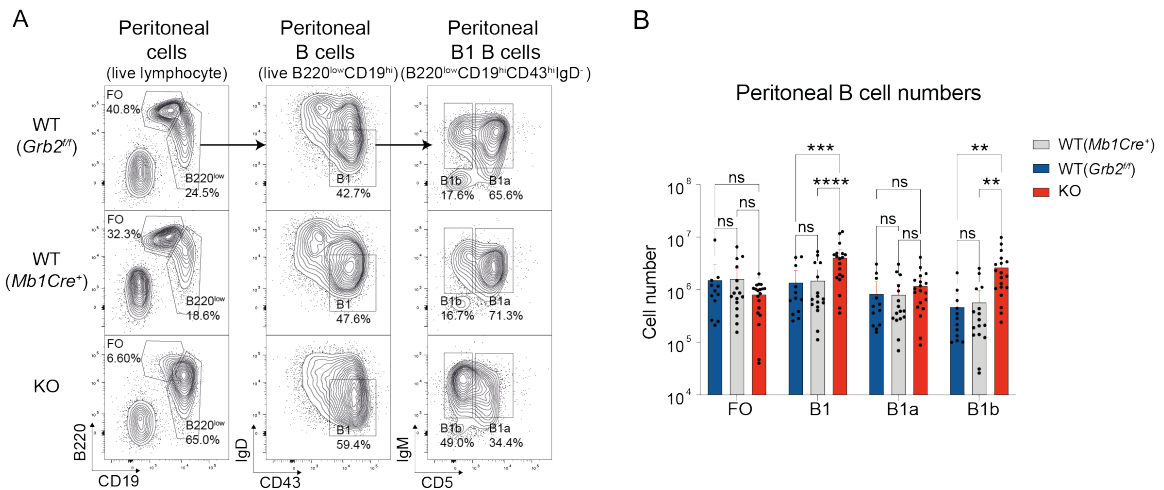 A
Peritoneal
cells
(live lymphocyte)
Peritoneal
B cells
(live B220lowCD19hi)
Peritoneal
B1 B cells
(B220lowCD19hiCD43hiIgD-)
WT
(Grb2f/f)
FO
40.8%
B220low
24.5%
B1
42.7%
B1b
17.6%
B1a
65.6%
WT
(Mb1Cre+)
FO
32.3%
B220low
18.6%
B1
47.6%
B1b
16.7%
B1a
71.3%
KO
FO
6.60%
B220low
65.0%
B1
59.4%
B1b
49.0%
B1a
34.4%
B220
CD19
IgD
CD43
IgM
CD5
B
Peritoneal B cell numbers
WT(Mb1Cre+)
WT(Grb2f/f)
KO
Cell number
10^8
10^7
10^6
10^5
10^4
ns
ns
ns
***
****
ns
ns
ns
ns
**
**
ns
FO
B1
B1a
B1b